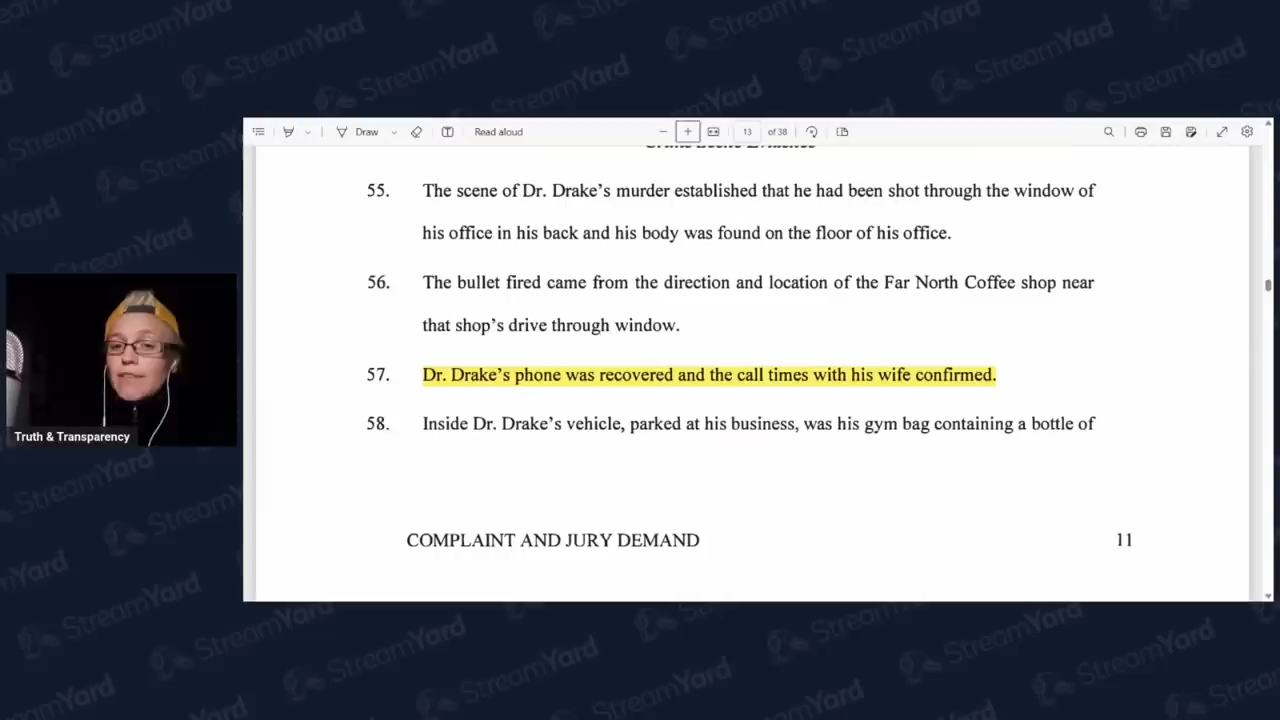 StreamYard
Draw
Read aloud
13 of 38
Crime Scene Evidence
55. The scene of Dr. Drake's murder established that he had been shot through the window of
his office in his back and his body was found on the floor of his office.
56. The bullet fired came from the direction and location of the Far North Coffee shop near
that shop's drive through window.
57. Dr. Drake's phone was recovered and the call times with his wife confirmed.
58. Inside Dr. Drake's vehicle, parked at his business, was his gym bag containing a bottle of
COMPLAINT AND JURY DEMAND 11
Truth & Transparency